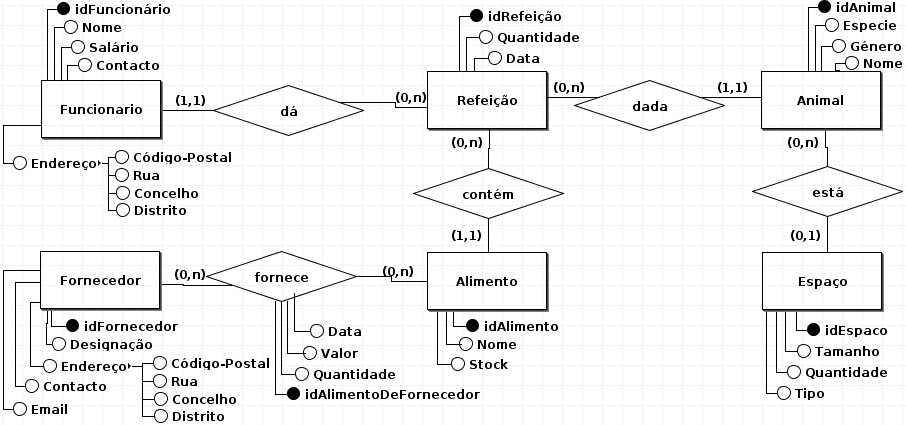 idFuncionário
Nome
Salário
Contacto
Funcionario
Endereço
Código-Postal
Rua
Concelho
Distrito
(1,1)
dá
(0,n)
idRefeição
Quantidade
Data
Refeição
(0,n)
dada
(1,1)
idAnimal
Especie
Género
Nome
Animal
(0,n)
contém
(1,1)
(0,n)
está
(0,1)
Fornecedor
idFornecedor
Designação
Endereço
Código-Postal
Rua
Concelho
Distrito
Contacto
Email
(0,n)
fornece
(0,n)
Data
Valor
Quantidade
idAlimentoDeFornecedor
Alimento
idAlimento
Nome
Stock
Espaço
idEspaco
Tamanho
Quantidade
Tipo